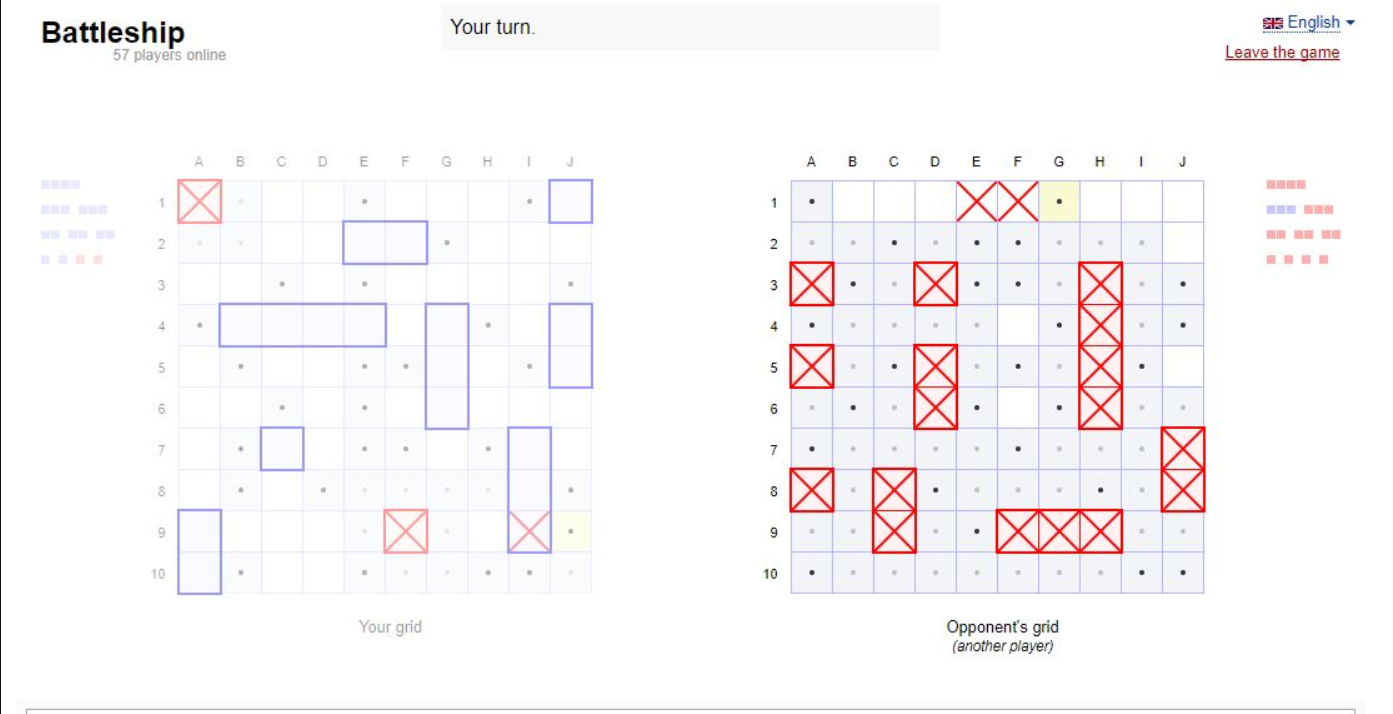 Battleship
57 players online
Your turn.
English
Leave the game
A B C D E F G H I J
1
2
3
4
5
6
7
8
9
10
Your grid
A B C D E F G H I J
1
2
3
4
5
6
7
8
9
10
Opponent's grid
(another player)